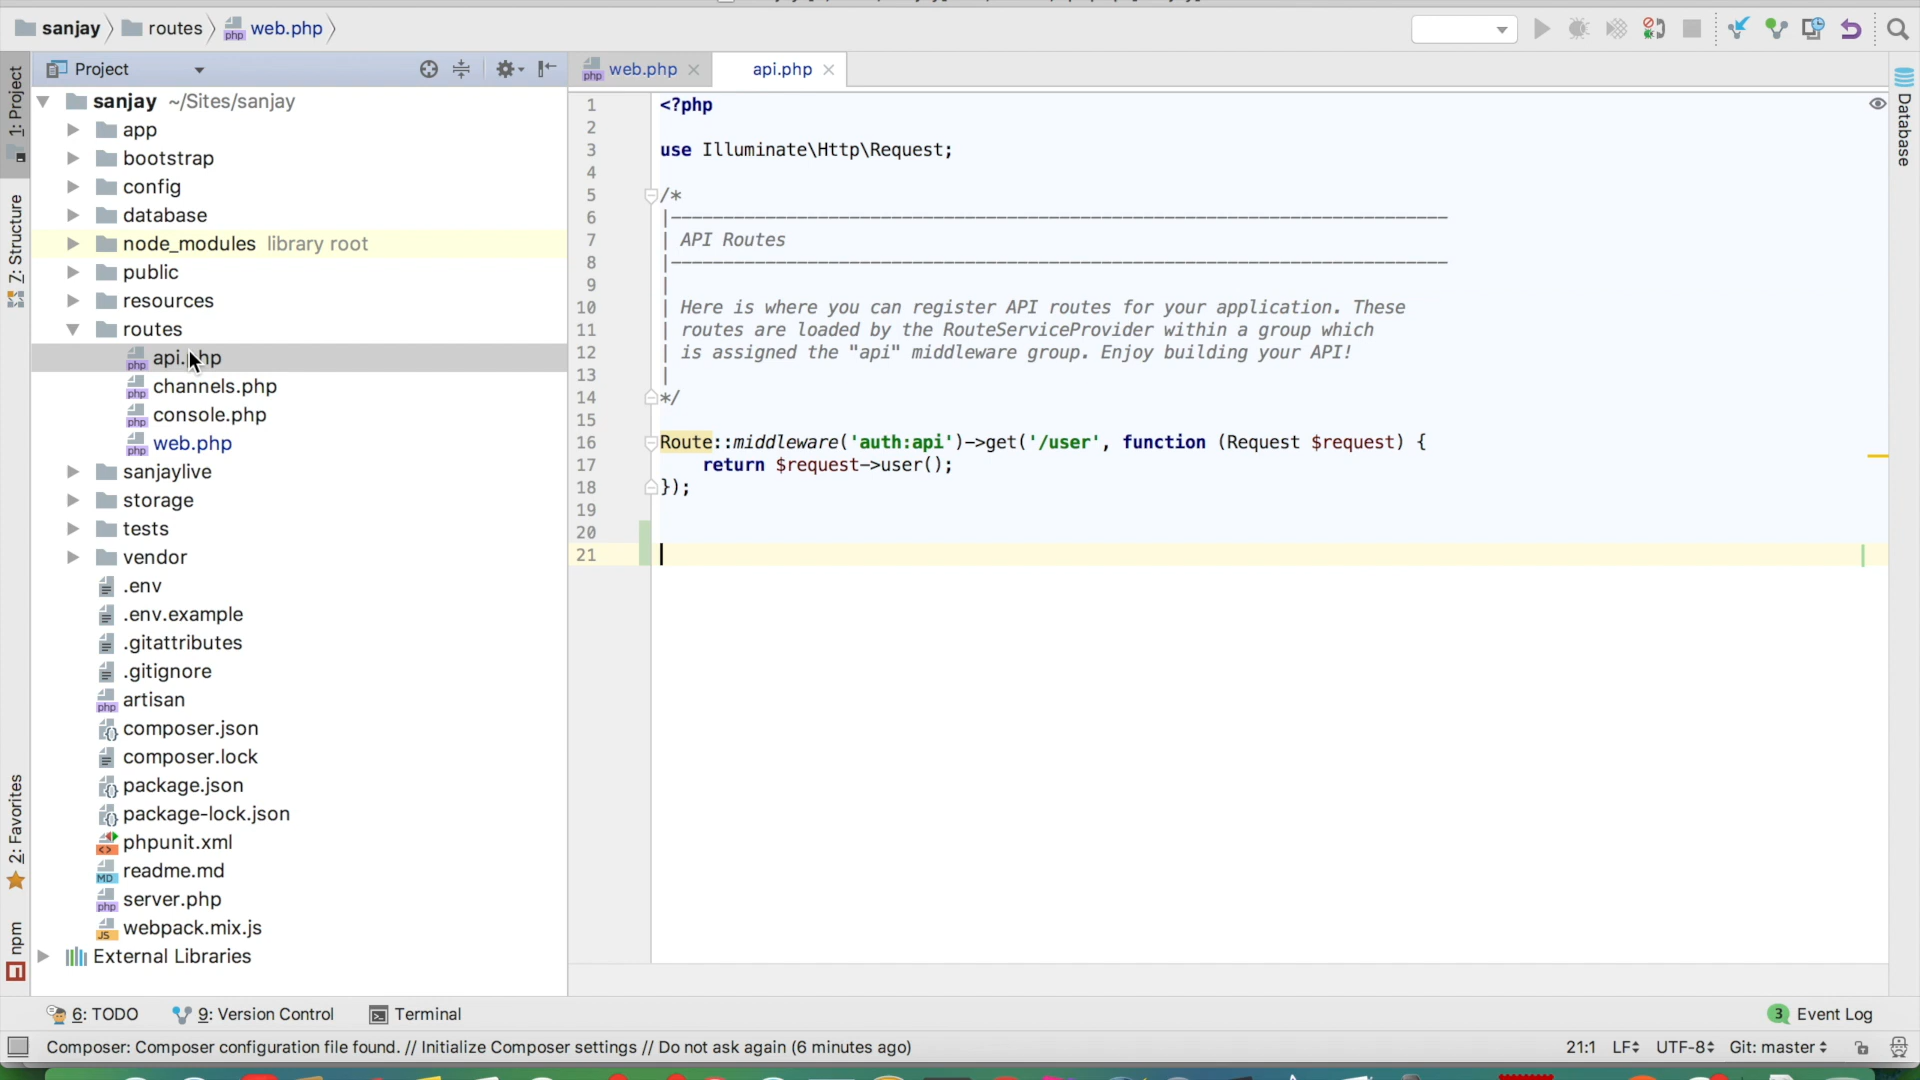 sanjay routes web.php
1: Project
Z: Structure
2: Favorites
npm
Project
sanjay ~/Sites/sanjay
app
bootstrap
config
database
node_modules library root
public
resources
routes
api.php
channels.php
console.php
web.php
sanjaylive
storage
tests
vendor
.env
.env.example
.gitattributes
.gitignore
artisan
composer.json
composer.lock
package.json
package-lock.json
phpunit.xml
readme.md
server.php
webpack.mix.js
External Libraries
web.php api.php
1 <?php
2
3 use Illuminate\Http\Request;
4
5 /*
6 |--------------------------------------------------------------------------
7 | API Routes
8 |--------------------------------------------------------------------------
9 |
10 | Here is where you can register API routes for your application. These
11 | routes are loaded by the RouteServiceProvider within a group which
12 | is assigned the "api" middleware group. Enjoy building your API!
13 |
14 */
15
16 Route::middleware('auth:api')->get('/user', function (Request $request) {
17 return $request->user();
18 });
19
20
21
Database
6: TODO 9: Version Control Terminal 3 Event Log
Composer: Composer configuration file found. // Initialize Composer settings // Do not ask again (6 minutes ago) 21:1 LF UTF-8 Git: master